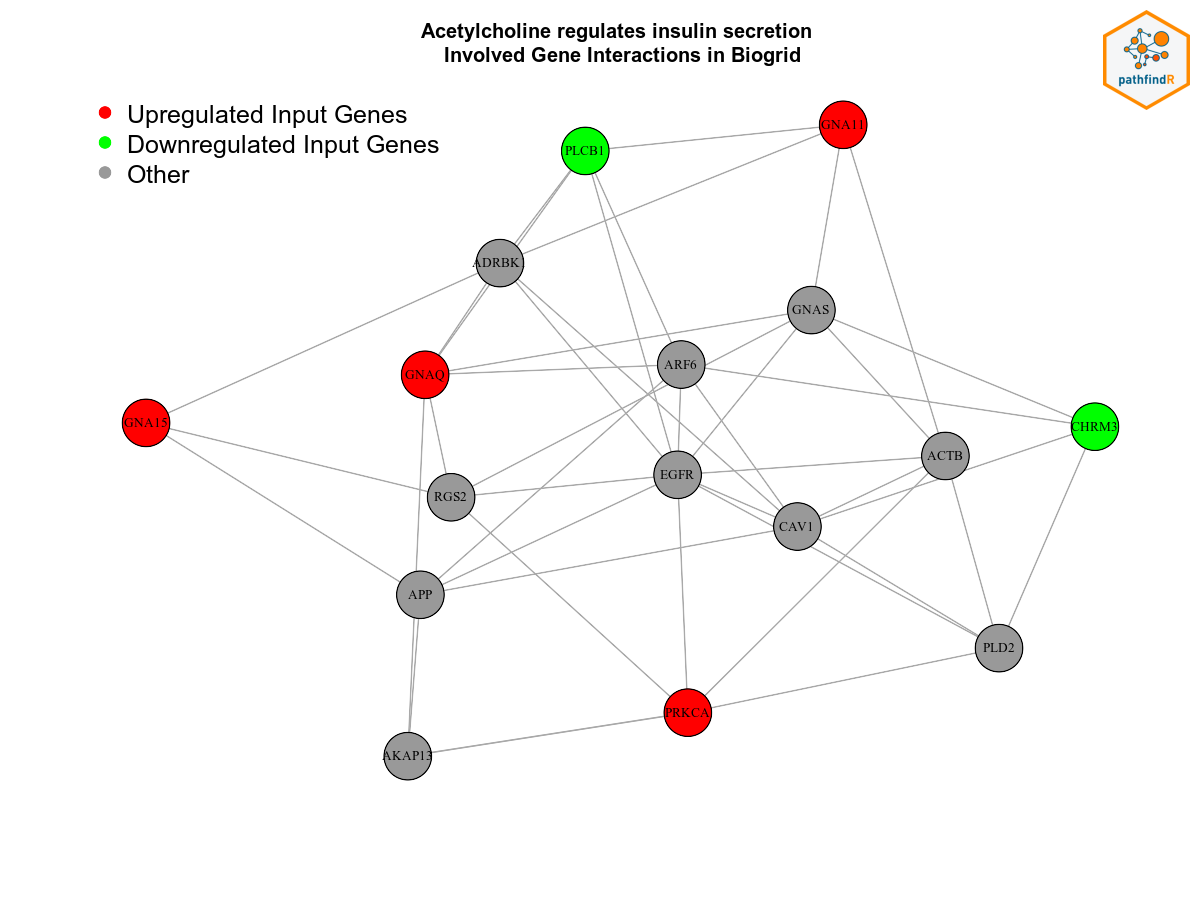 Acetylcholine regulates insulin secretion
Involved Gene Interactions in Biogrid
pathfindR
Upregulated Input Genes
Downregulated Input Genes
Other
GNA11
PLCB1
ADRBK
GNAS
ARF6
GNAQ
GNA15
CHRM3
ACTB
EGFR
RGS2
CAV1
APP
PLD2
PRKCA
AKAP13